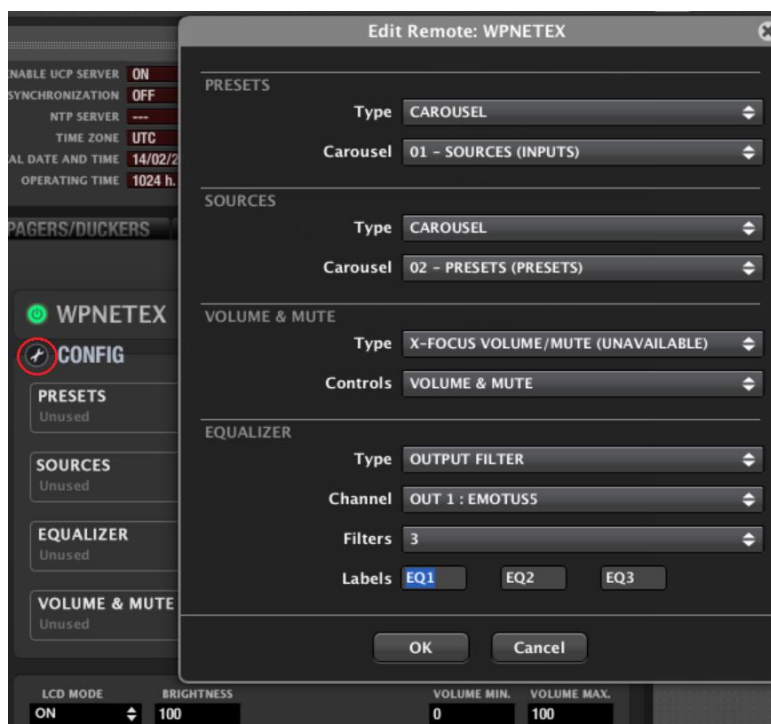 Edit Remote: WPNETEX
ENABLE UCP SERVER ON
SYNCHRONIZATION OFF
NTP SERVER ---
TIME ZONE UTC
AL DATE AND TIME 14/02/2
OPERATING TIME 1024 h.
PAGERS/DUCKERS
WPNETEX
CONFIG
PRESETS
Unused
SOURCES
Unused
EQUALIZER
Unused
VOLUME & MUTE
Unused
PRESETS
Type CAROUSEL
Carousel 01 - SOURCES (INPUTS)
SOURCES
Type CAROUSEL
Carousel 02 - PRESETS (PRESETS)
VOLUME & MUTE
Type X-FOCUS VOLUME/MUTE (UNAVAILABLE)
Controls VOLUME & MUTE
EQUALIZER
Type OUTPUT FILTER
Channel OUT 1 : EMOTUS5
Filters 3
Labels EQ1 EQ2 EQ3
OK Cancel
LCD MODE BRIGHTNESS VOLUME MIN. VOLUME MAX.
ON 100 0 100